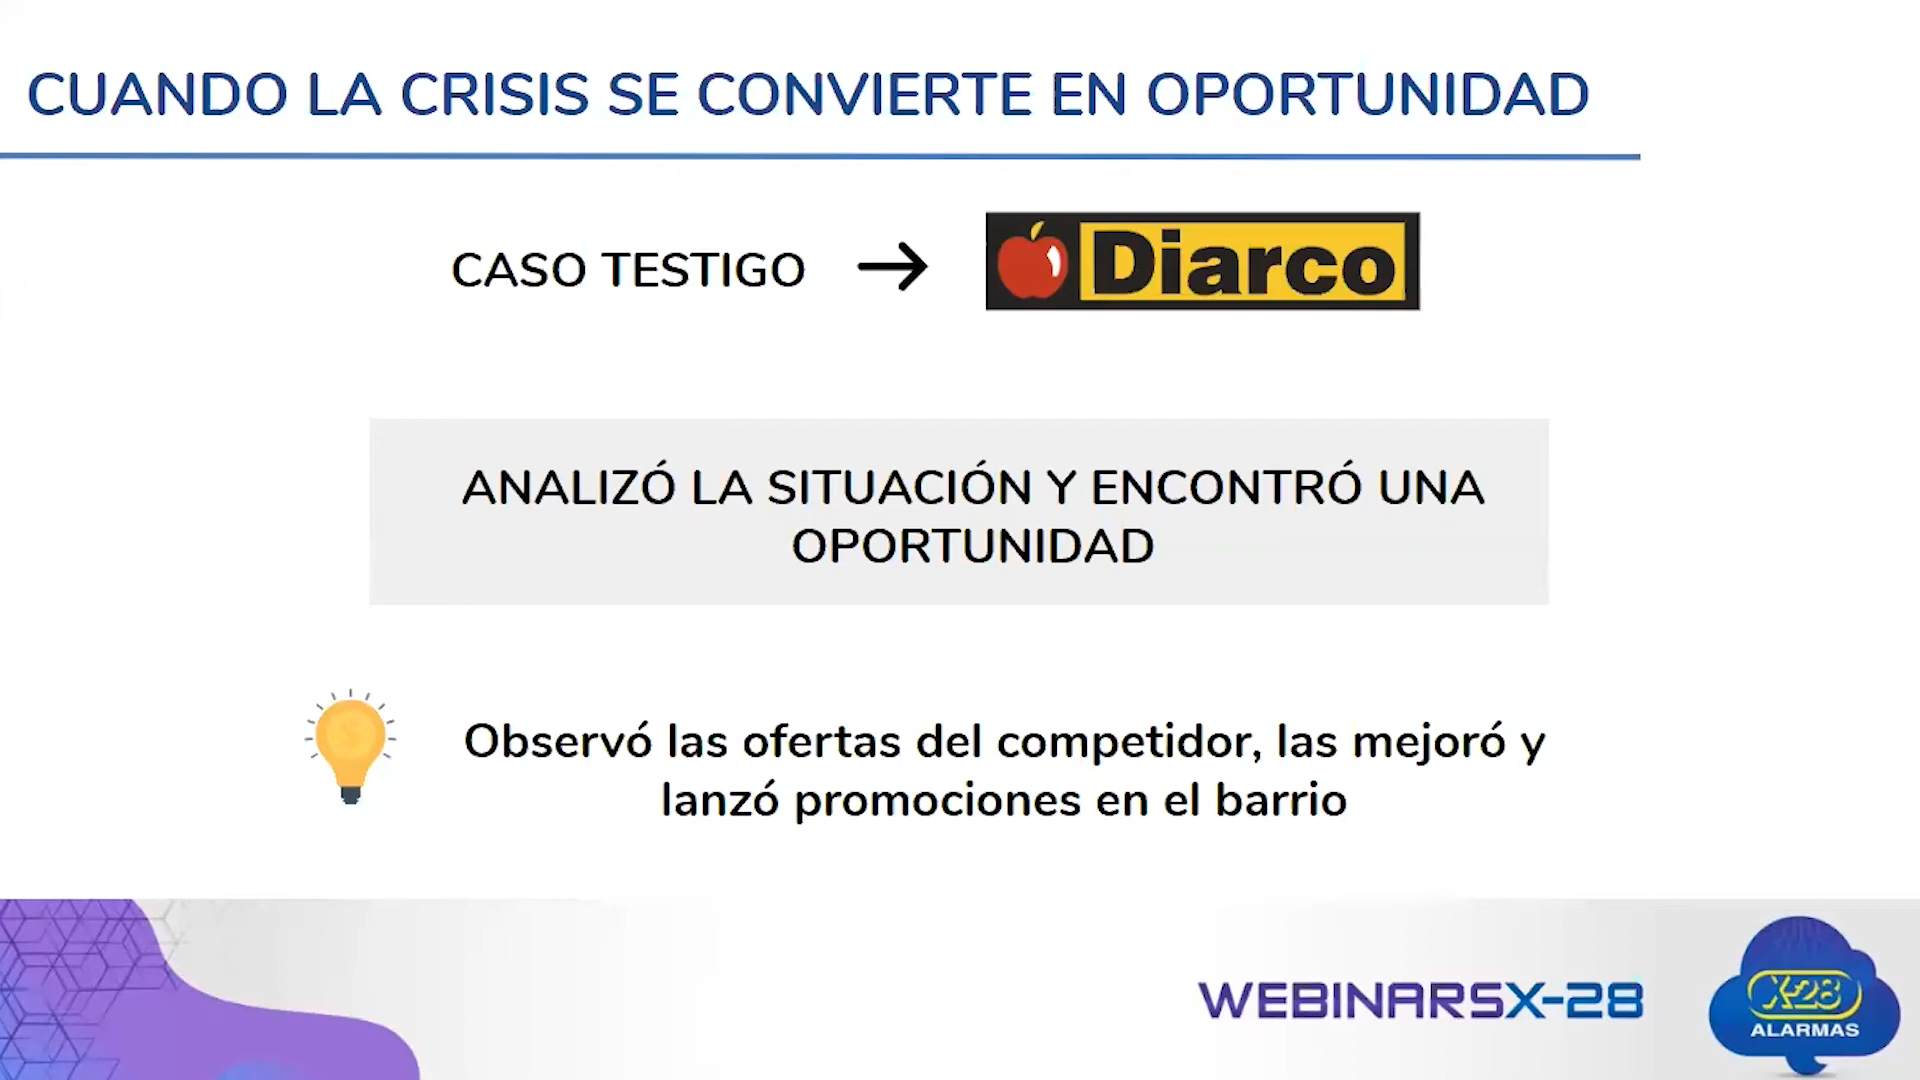 CUANDO LA CRISIS SE CONVIERTE EN OPORTUNIDAD
CASO TESTIGO → Diarco
ANALIZÓ LA SITUACIÓN Y ENCONTRÓ UNA
OPORTUNIDAD
Observó las ofertas del competidor, las mejoró y
lanzó promociones en el barrio
WEBINARSX-28
X-28
ALARMAS